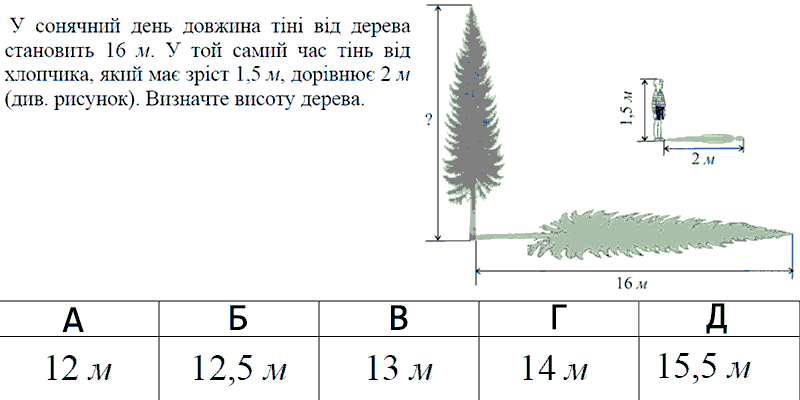 У сонячний день довжина тіні від дерева
становить 16 м. У той самий час тінь від
хлопчика, який має зріст 1,5 м, дорівнює 2 м
(див. рисунок). Визначте висоту дерева.
?
1,5 м
2 м
16 м
А Б В Г Д
12 м 12,5 м 13 м 14 м 15,5 м